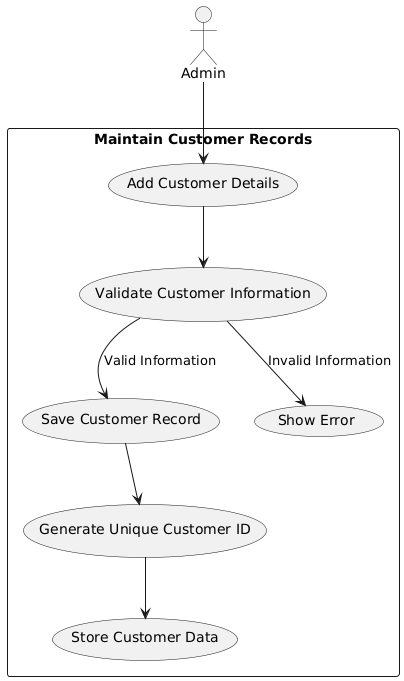 Admin
Maintain Customer Records
Add Customer Details
Validate Customer Information
Valid Information
Invalid Information
Save Customer Record
Show Error
Generate Unique Customer ID
Store Customer Data